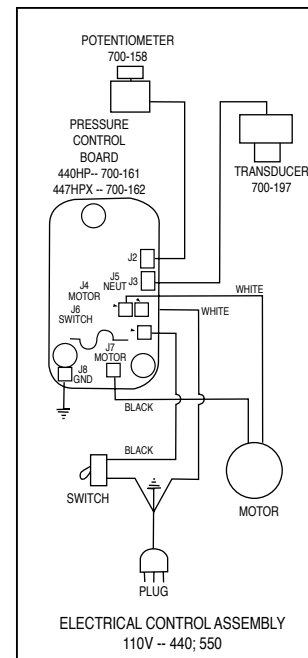 POTENTIOMETER
700-158
PRESSURE
CONTROL
BOARD
440HP-- 700-161
447HPX -- 700-162
TRANSDUCER
700-197
J2
J3
J5
NEUT
J4
MOTOR
J6
SWITCH
WHITE
WHITE
J7
MOTOR
J8
GND
BLACK
BLACK
SWITCH
MOTOR
PLUG
ELECTRICAL CONTROL ASSEMBLY
110V -- 440; 550